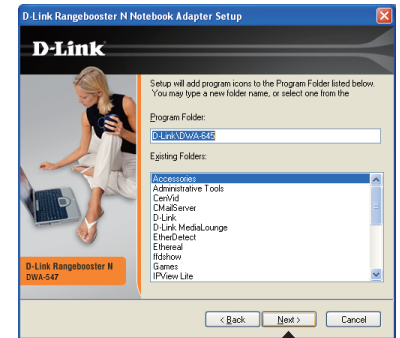 D-Link Rangebooster N Notebook Adapter Setup
D-Link
Setup will add program icons to the Program Folder listed below.
You may type a new folder name, or select one from the
Program Folder:
D-Link\DWA-645
Existing Folders:
Accessories
Administrative Tools
CenVid
CMailServer
D-Link
D-Link MediaLounge
EtherDetect
Ethereal
ffdshow
Games
IPView Lite
D-Link Rangebooster N
DWA-547
< Back Next > Cancel